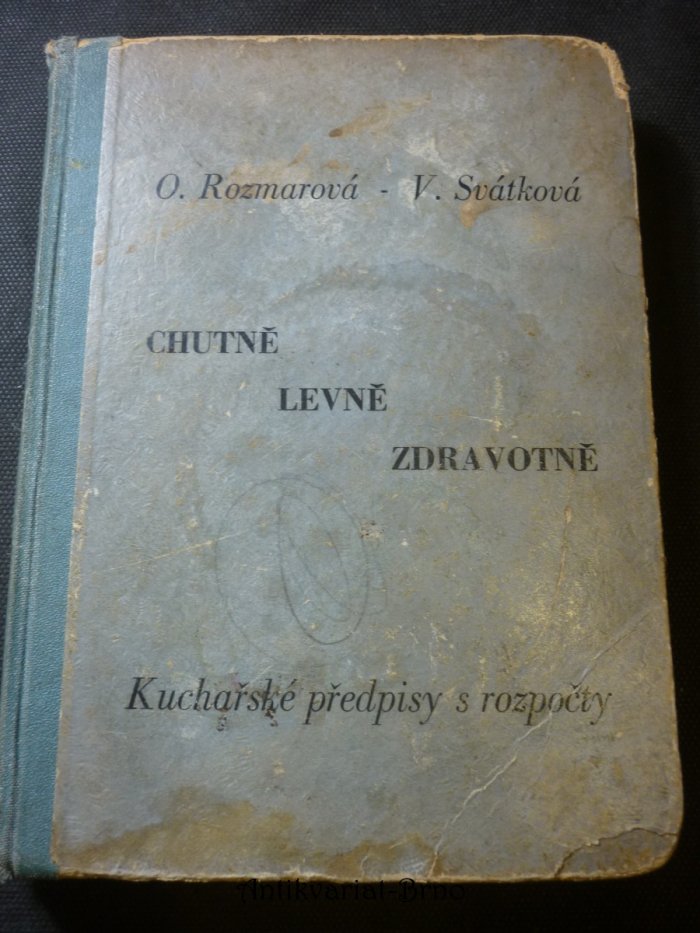 O. Rozmarová - V. Svátková
CHUTNĚ
LEVNĚ
ZDRAVOTNĚ
Kuchařské předpisy s rozpočty
Antikvariat-Brno